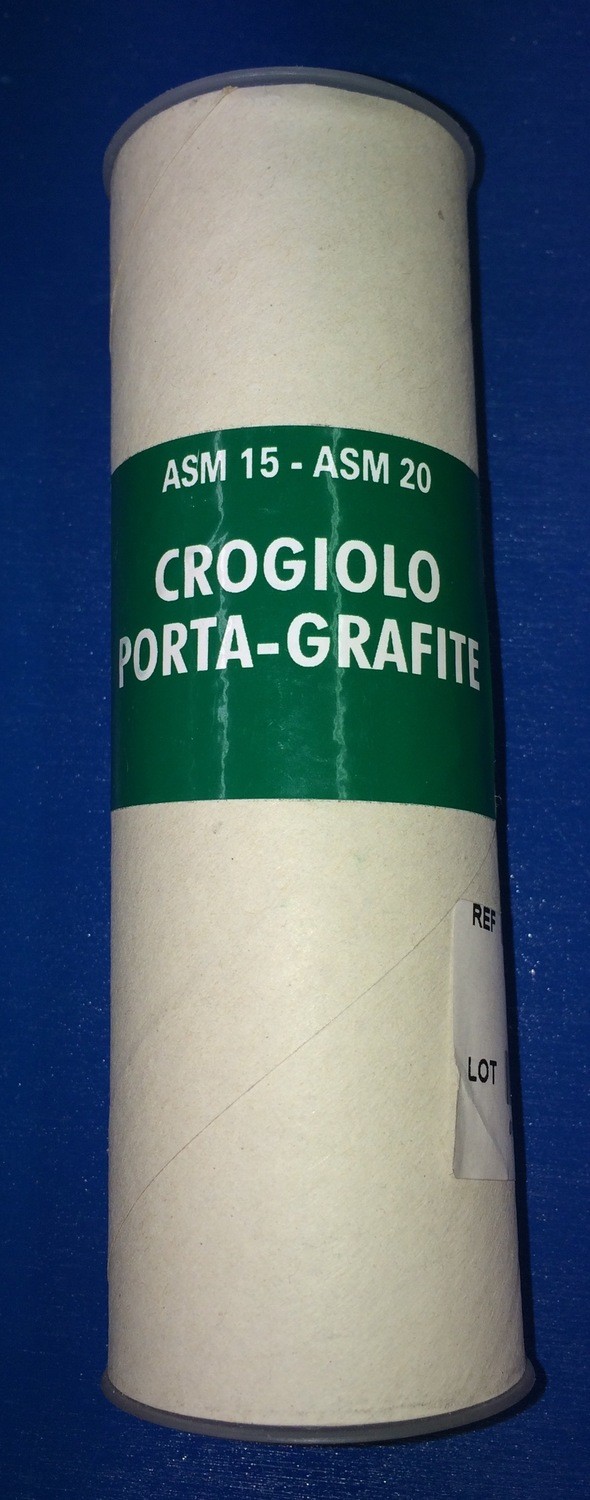 ASM 15 - ASM 20
CROGIOLO
PORTA-GRAFITE
REF
LOT